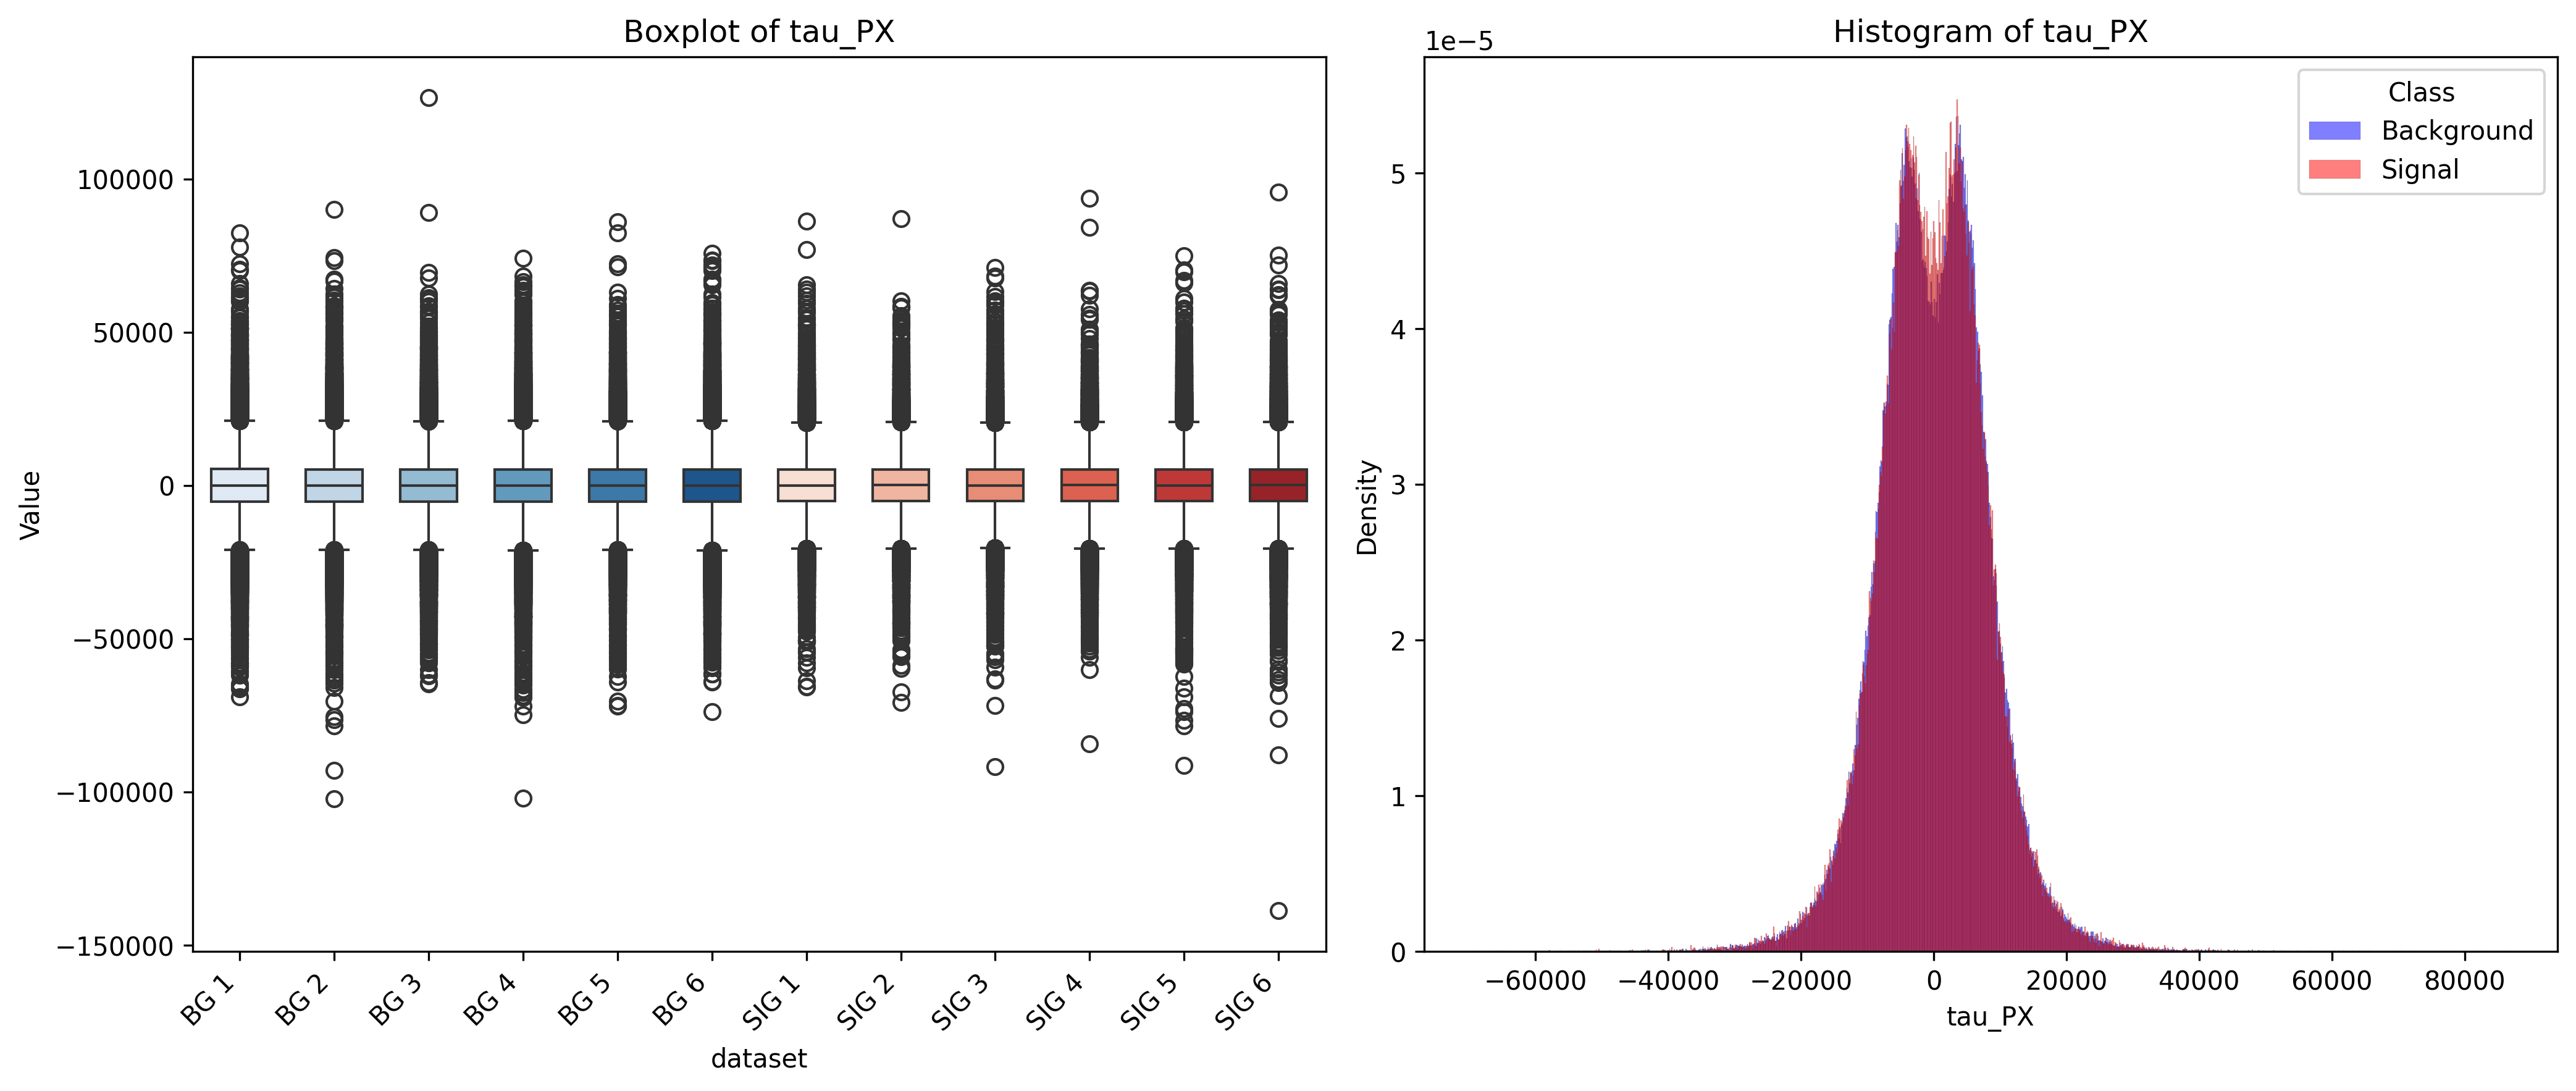 Boxplot of tau_PX
Value
100000
50000
0
−50000
−100000
−150000
BG 1
BG 2
BG 3
BG 4
BG 5
BG 6
SIG 1
SIG 2
SIG 3
SIG 4
SIG 5
SIG 6
dataset
Histogram of tau_PX
1e−5
Density
5
4
3
2
1
0
−60000
−40000
−20000
0
20000
40000
60000
80000
tau_PX
Class
Background
Signal